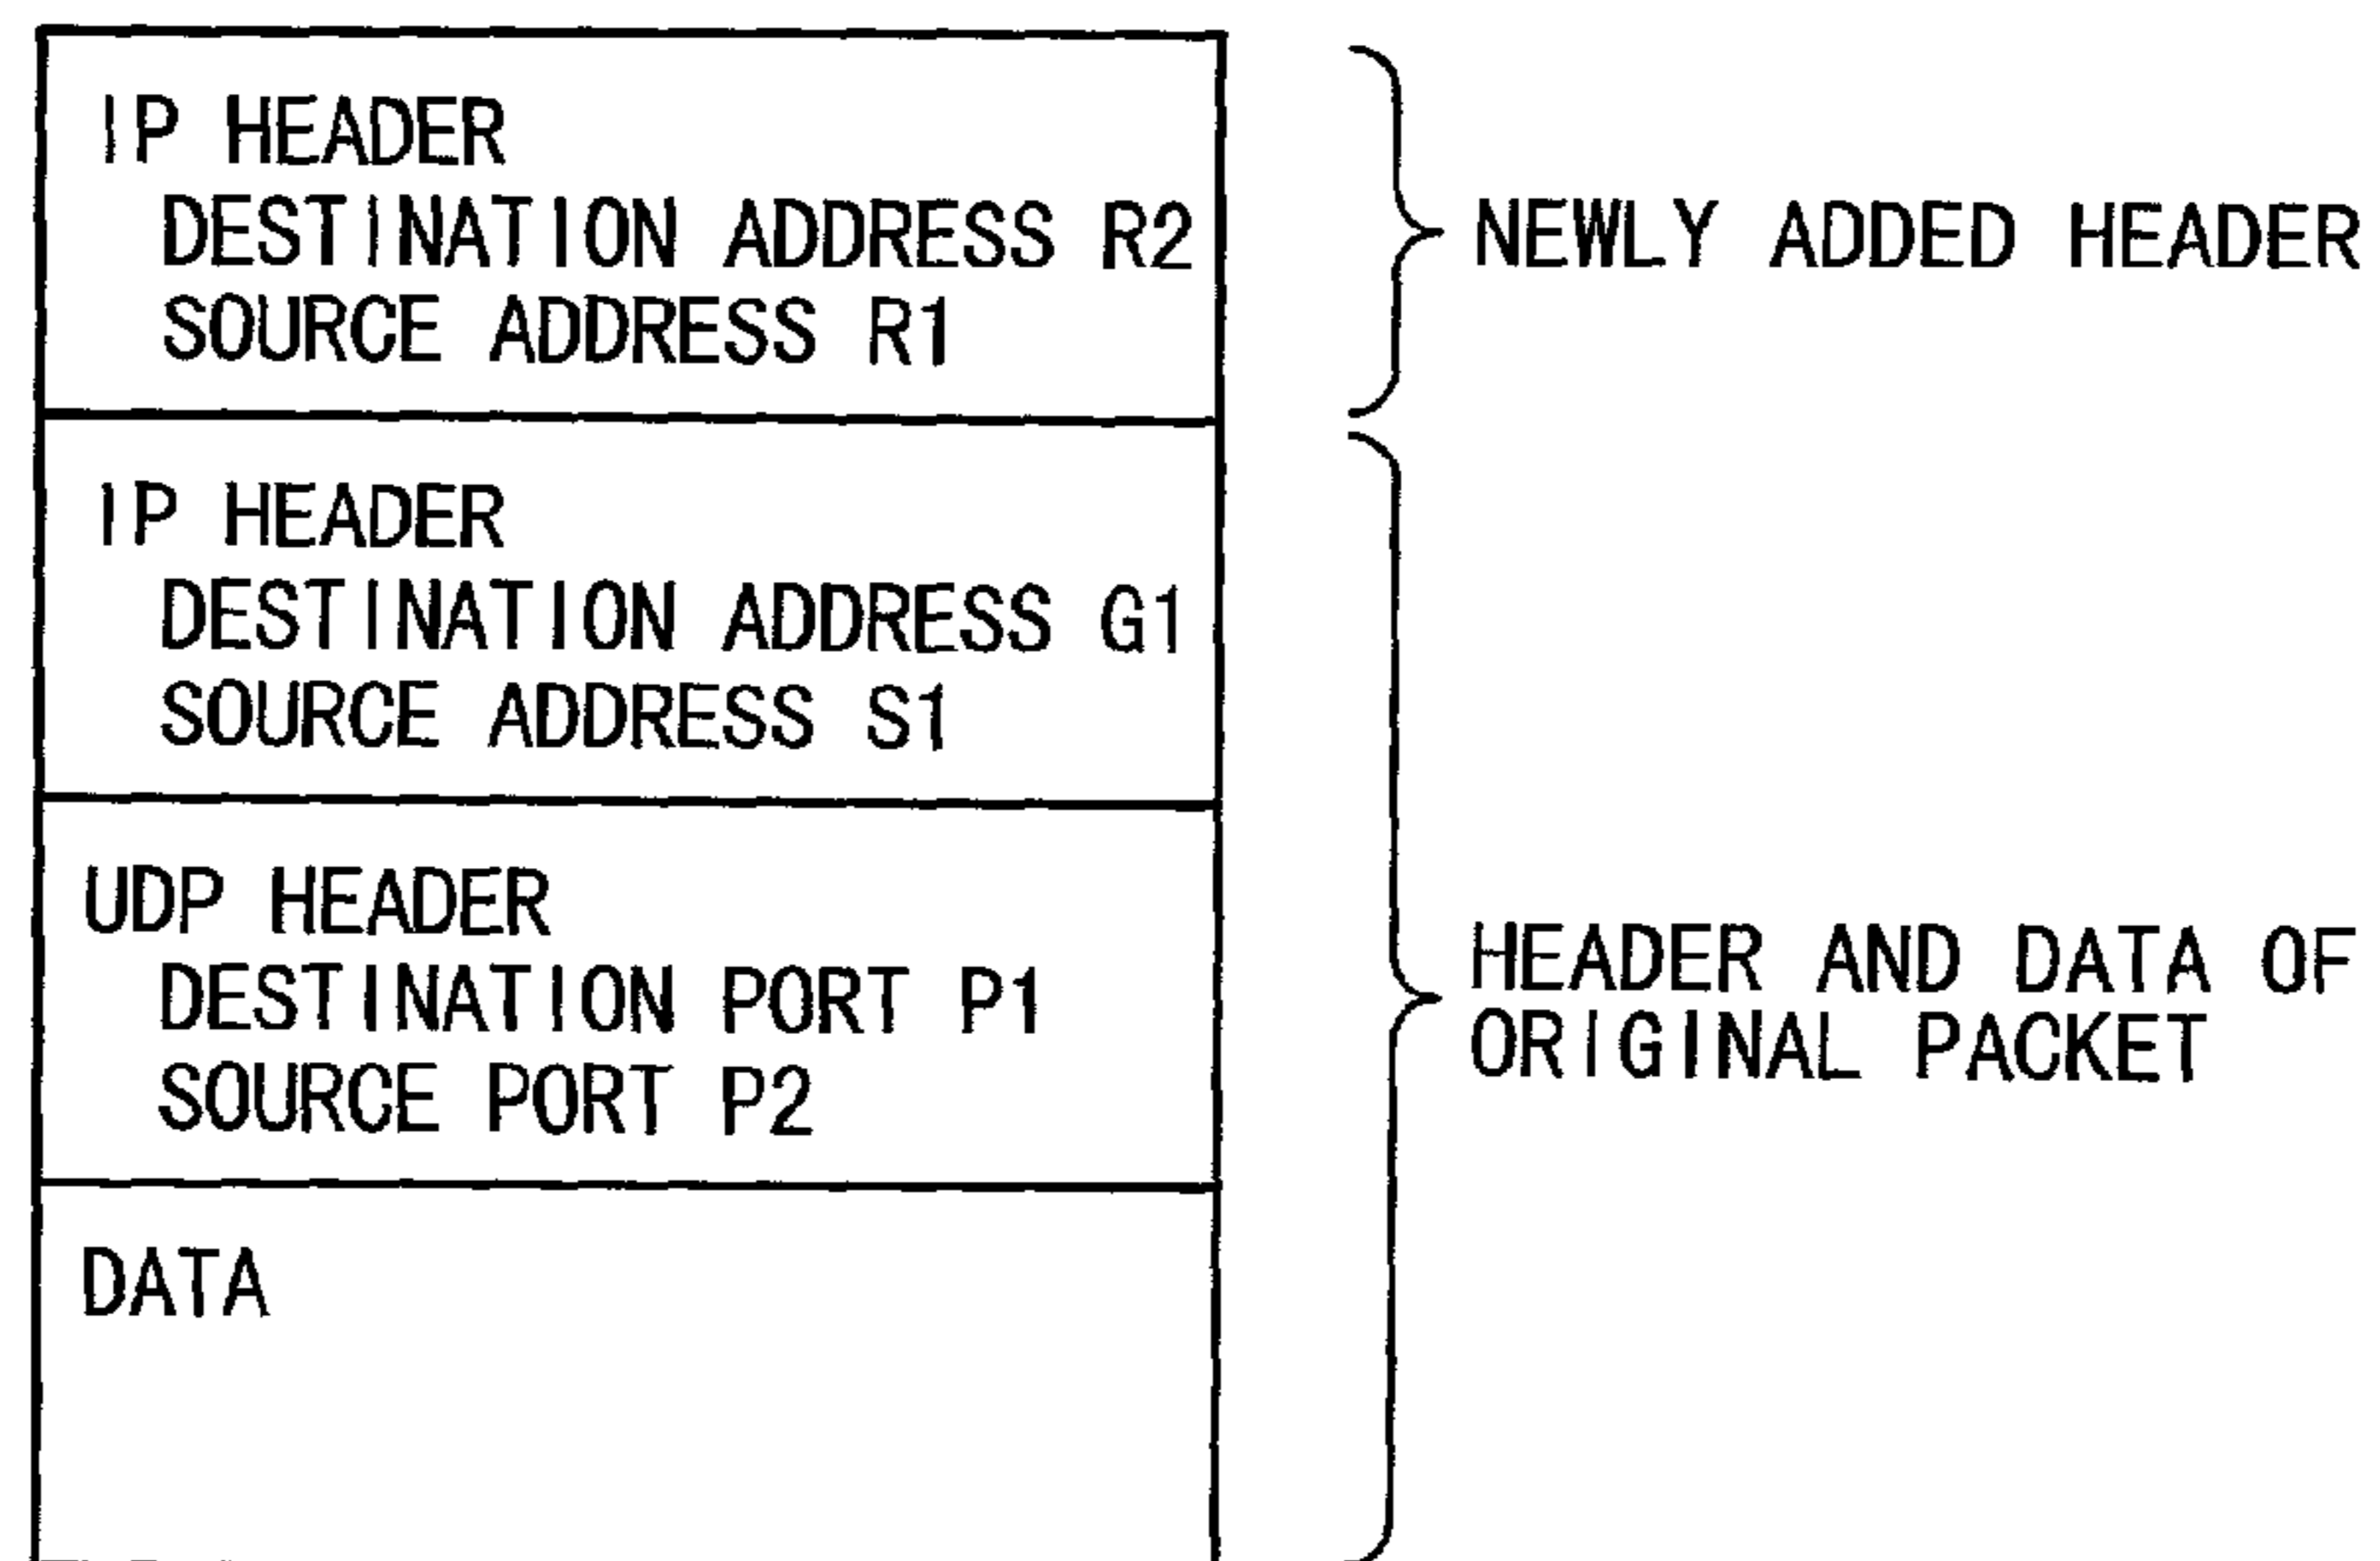 IP HEADER
DESTINATION ADDRESS R2
SOURCE ADDRESS R1
NEWLY ADDED HEADER
IP HEADER
DESTINATION ADDRESS G1
SOURCE ADDRESS S1
UDP HEADER
DESTINATION PORT P1
SOURCE PORT P2
HEADER AND DATA OF
ORIGINAL PACKET
DATA